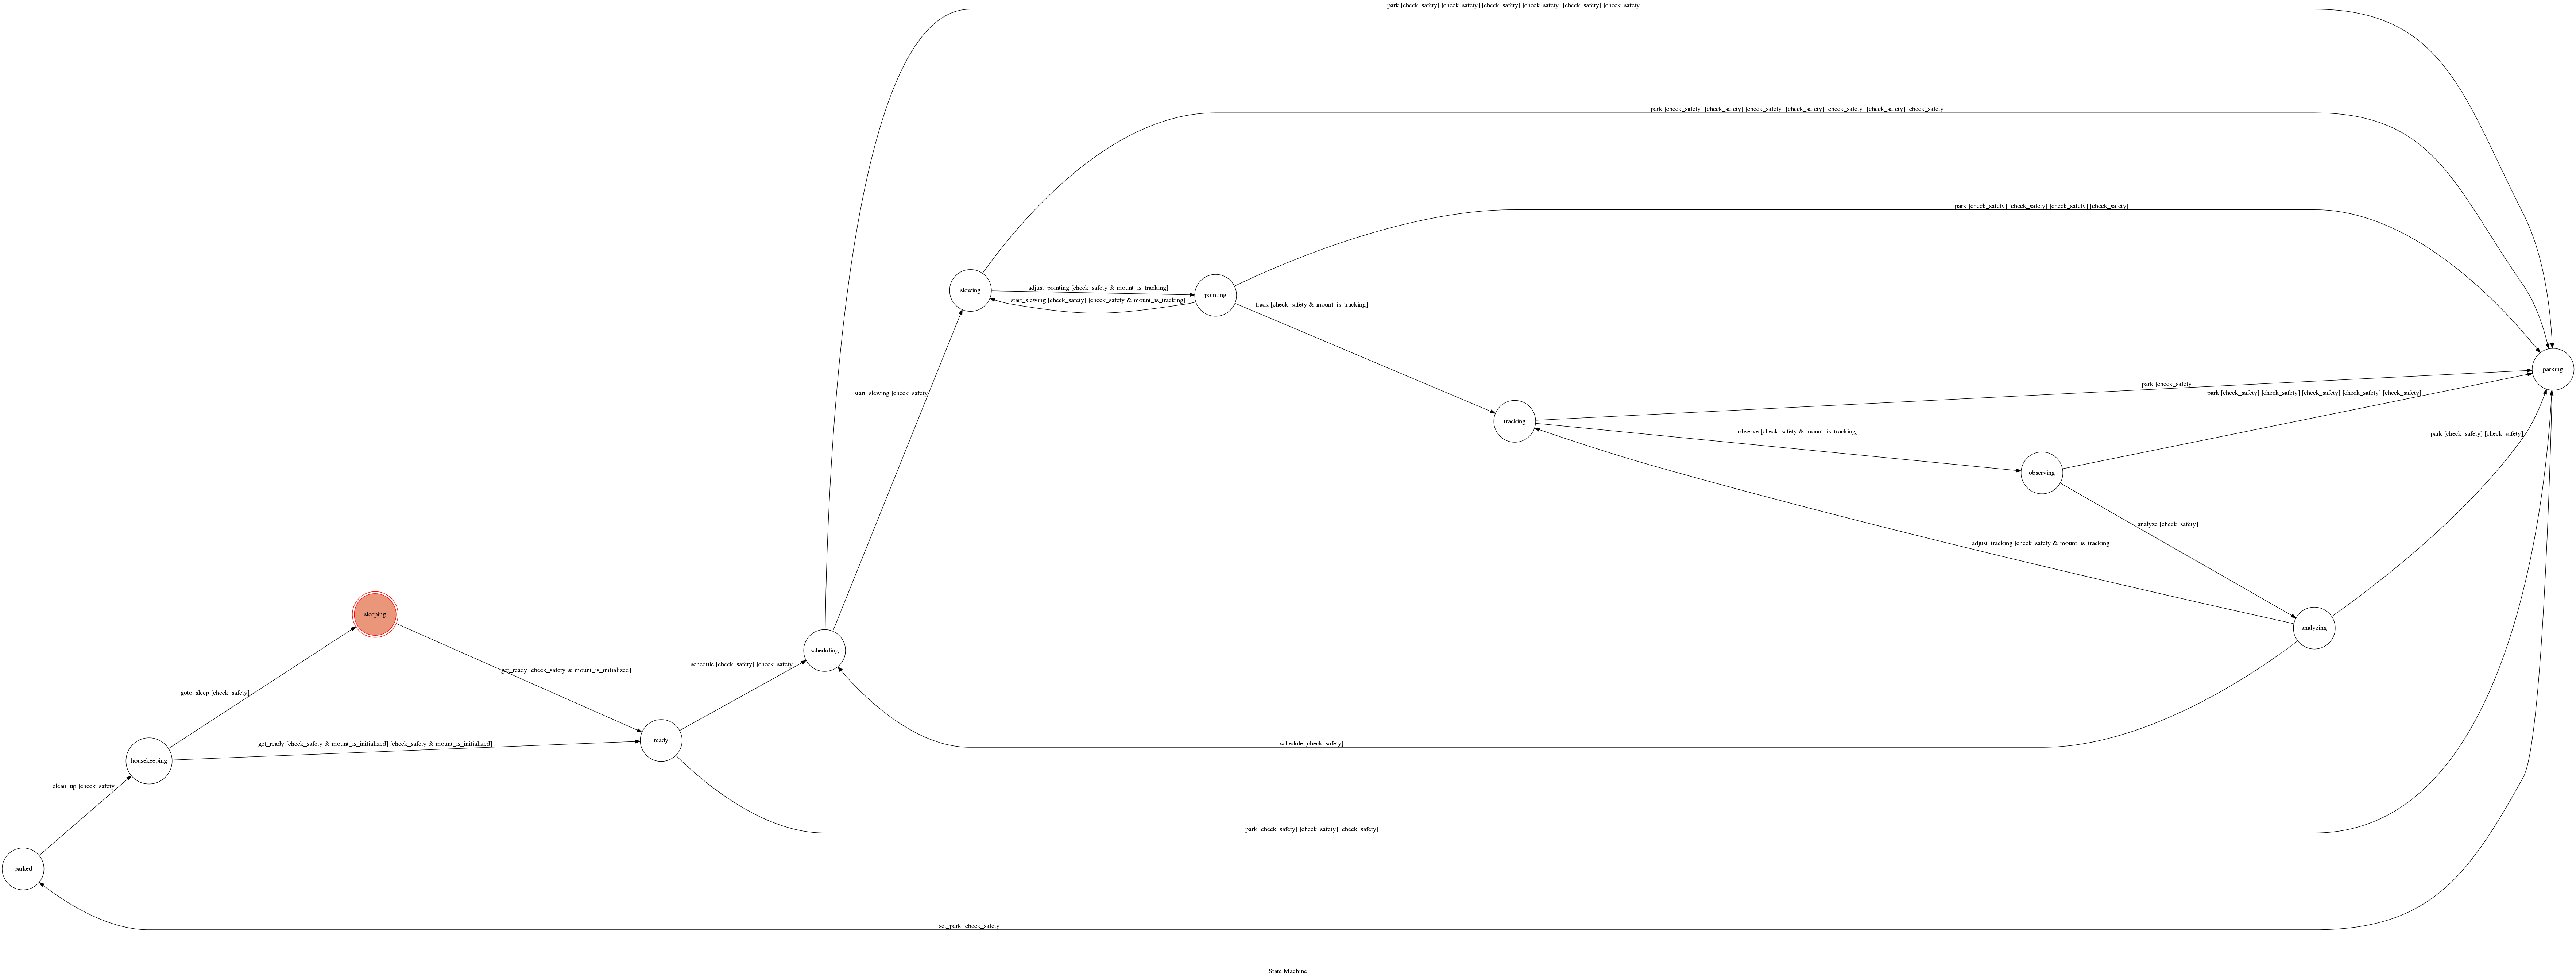 park [check_safety] [check_safety] [check_safety] [check_safety] [check_safety] [check_safety]
park [check_safety] [check_safety] [check_safety] [check_safety] [check_safety] [check_safety] [check_safety]
park [check_safety] [check_safety] [check_safety] [check_safety]
slewing
adjust_pointing [check_safety & mount_is_tracking]
start_slewing [check_safety] [check_safety & mount_is_tracking]
pointing
track [check_safety & mount_is_tracking]
parking
park [check_safety]
start_slewing [check_safety]
park [check_safety] [check_safety] [check_safety] [check_safety] [check_safety]
tracking
observe [check_safety & mount_is_tracking]
park [check_safety] [check_safety]
observing
analyze [check_safety]
adjust_tracking [check_safety & mount_is_tracking]
sleeping
analyzing
scheduling
schedule [check_safety] [check_safety]
get_ready [check_safety & mount_is_initialized]
goto_sleep [check_safety]
ready
get_ready [check_safety & mount_is_initialized] [check_safety & mount_is_initialized]
schedule [check_safety]
housekeeping
clean_up [check_safety]
park [check_safety] [check_safety] [check_safety]
parked
set_park [check_safety]
State Machine